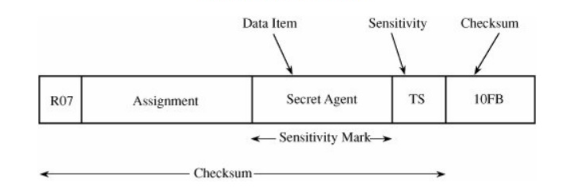 Data Item Sensitivity Checksum
R07 Assignment Secret Agent TS 10FB
Sensitivity Mark
Checksum